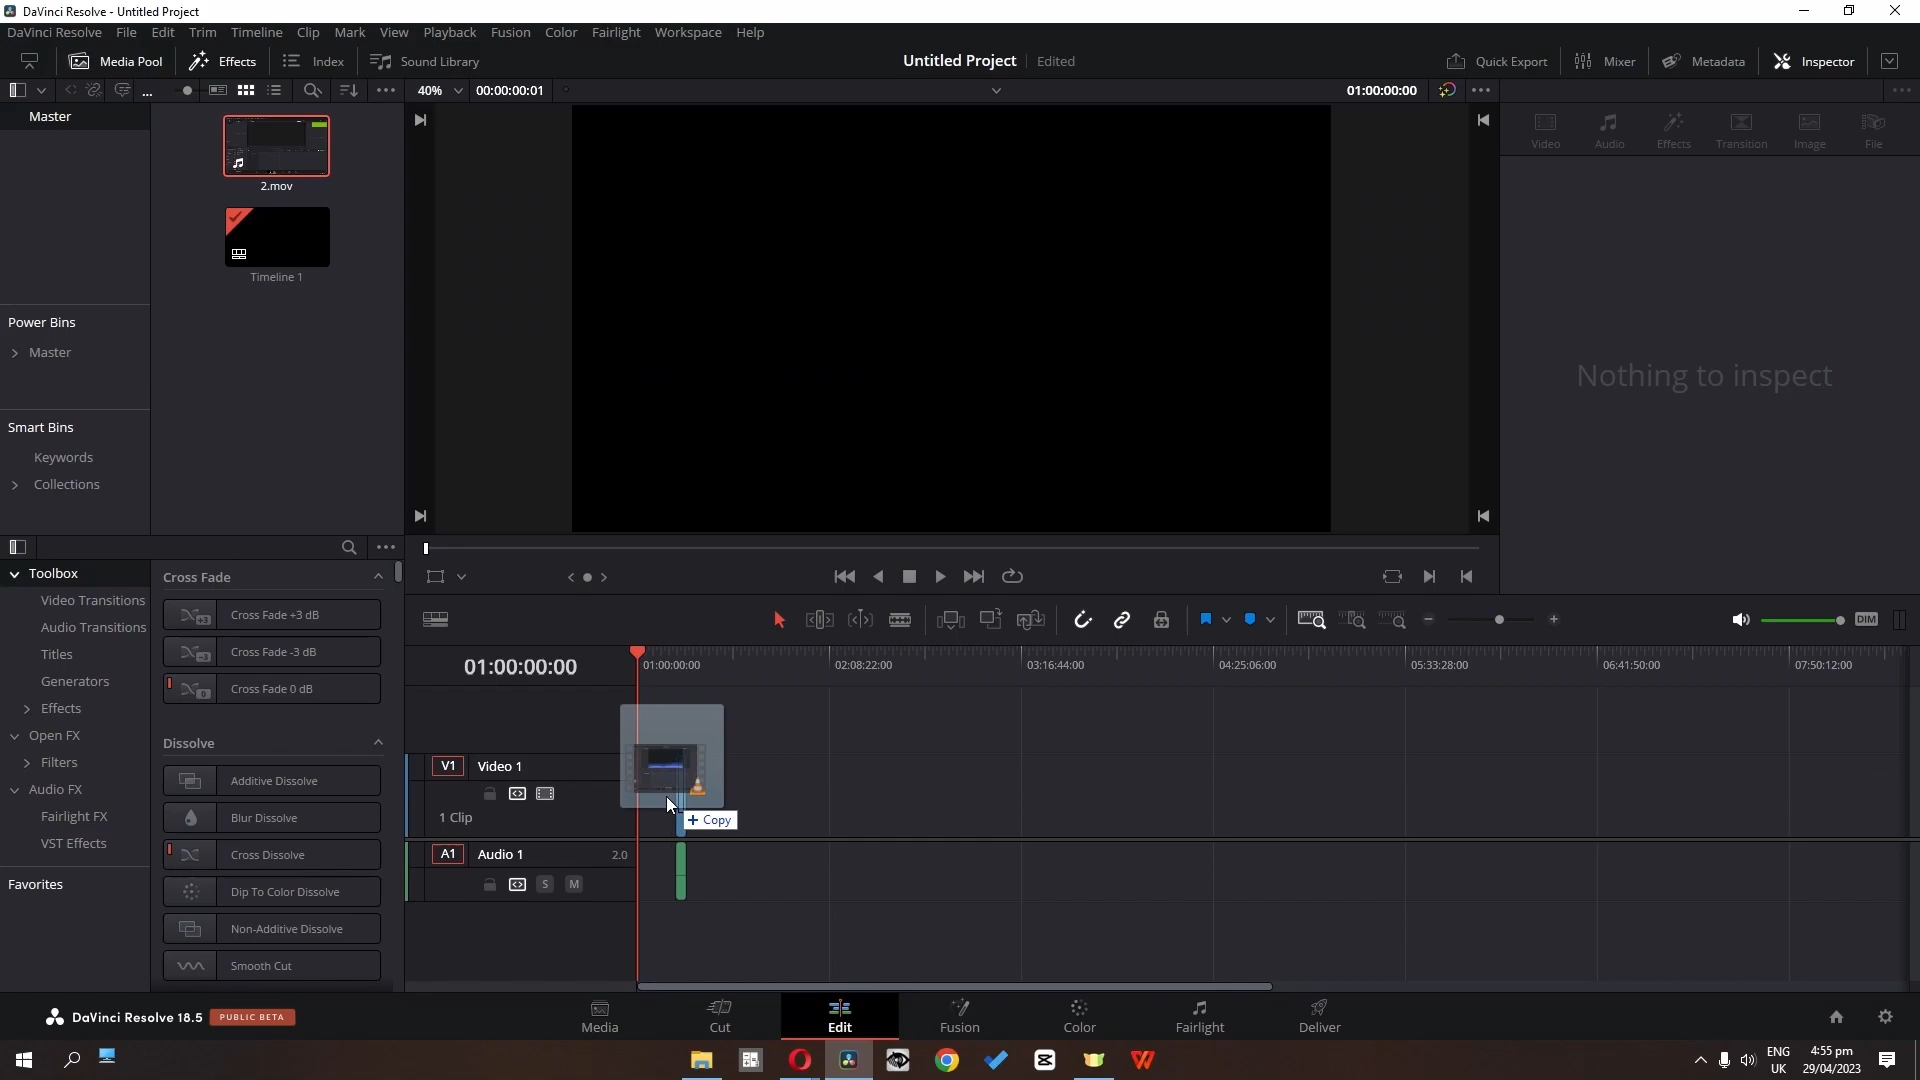 DaVinci Resolve - Untitled Project
DaVinci Resolve File Edit Trim Timeline Clip Mark View Playback Fusion Color Fairlight Workspace Help
Media Pool Effects Index Sound Library Untitled Project Edited Quick Export Mixer Metadata Inspector
... 40% 00:00:00:01 01:00:00:00
Master
2.mov
Timeline 1
Video Audio Effects Transition Image File
Nothing to inspect
Power Bins
Master
Smart Bins
Keywords
Collections
Toolbox
Video Transitions
Audio Transitions
Titles
Generators
Effects
Open FX
Filters
Audio FX
Fairlight FX
VST Effects
Favorites
Cross Fade
+3 Cross Fade +3 dB
-3 Cross Fade -3 dB
0 Cross Fade 0 dB
Dissolve
Additive Dissolve
Blur Dissolve
Cross Dissolve
Dip To Color Dissolve
Non-Additive Dissolve
Smooth Cut
DIM
01:00:00:00 01:00:00:00 02:08:22:00 03:16:44:00 04:25:06:00 05:33:28:00 06:41:50:00 07:50:12:00
V1 Video 1
1 Clip
+ Copy
A1 Audio 1 2.0
S M
DaVinci Resolve 18.5 PUBLIC BETA
Media Cut Edit Fusion Color Fairlight Deliver
ENG
UK
4:55 pm
29/04/2023